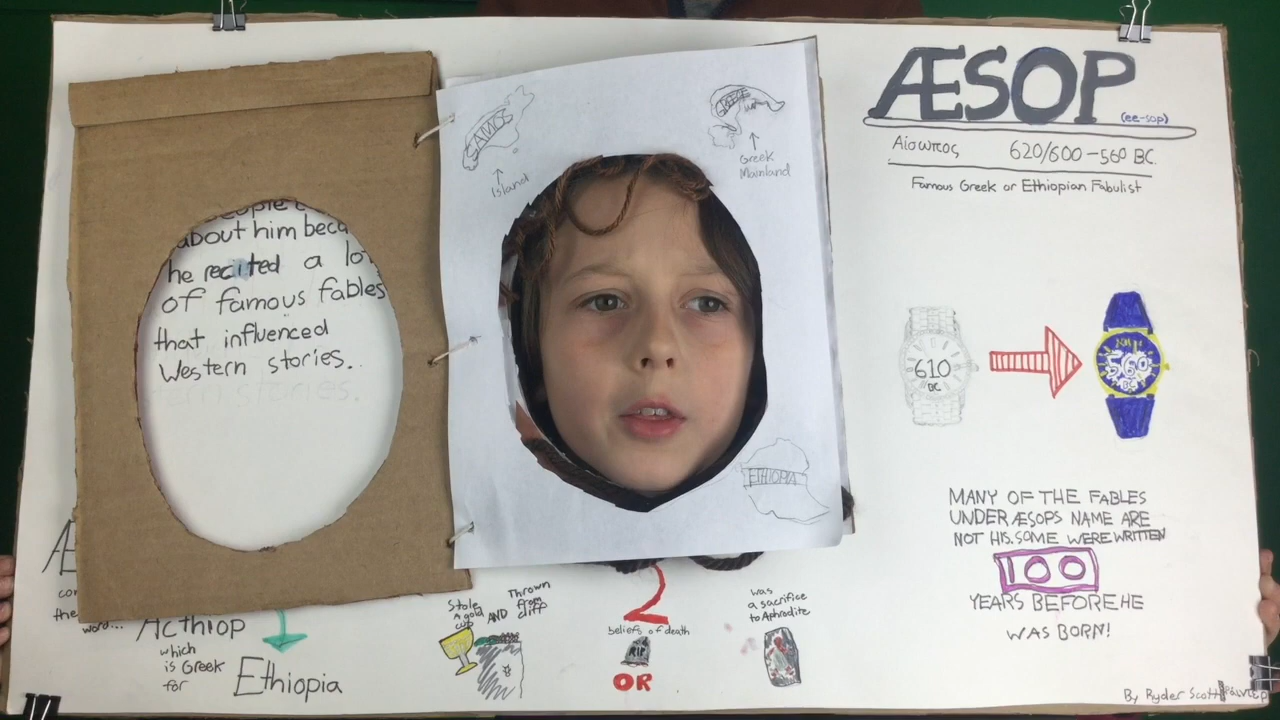 ÆSOP
(ee-sop)
Αἴσωπος 620/600-560 BC.
Famous Greek or Ethiopian Fabulist
about him beca
he recited a lo
of famous fables
that influenced
Western stories..
Island
GREECE
Greek
Mainland
ETHIOPIA
610
BC
560
BC
MANY OF THE FABLES
UNDER ÆSOPS NAME ARE
NOT HIS. SOME WERE WRITTEN
100
YEARS BEFORE HE
WAS BORN!
word...
Æthiop
which
is Greek
for
Ethiopia
Stole
A gold
cup
AND
Thrown
from
cliff
2
beliefs of death
RIP
OR
was
a sacrifice
to Aphrodite
By Ryder Scott